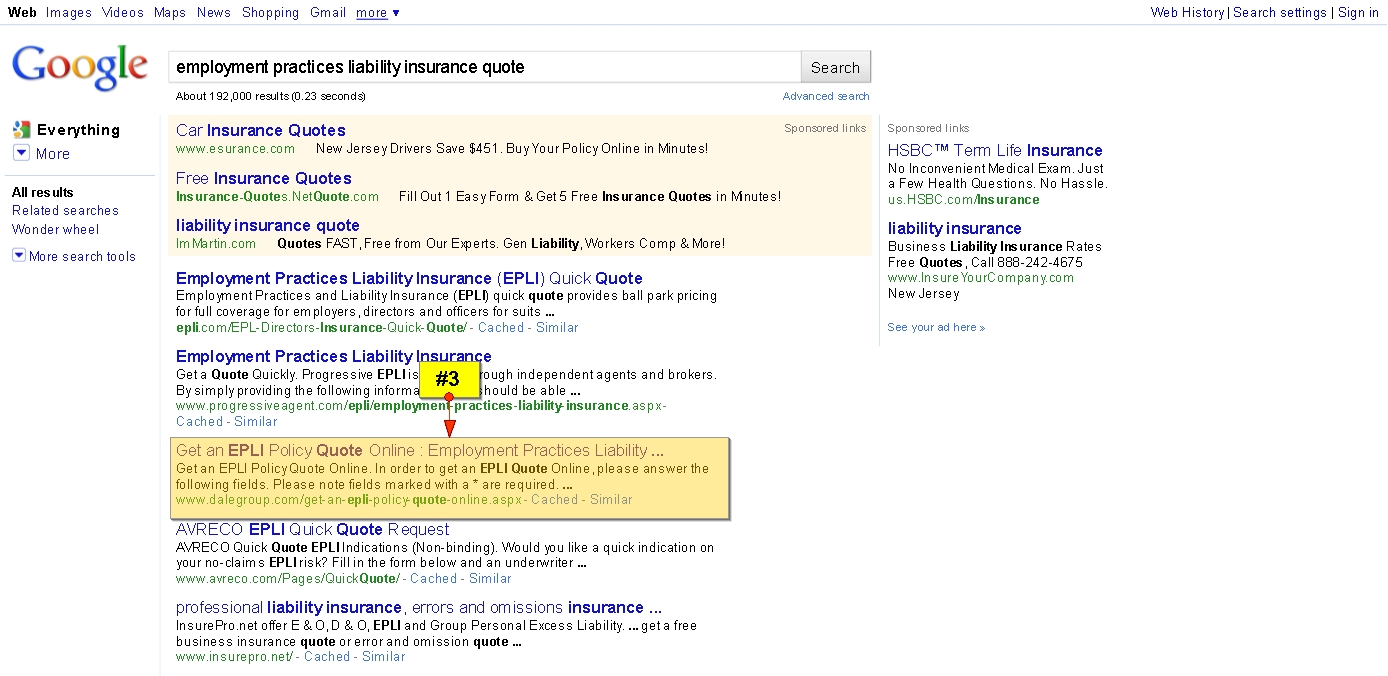 Web Images Videos Maps News Shopping Gmail more ▼
Web History | Search settings | Sign in
Google
employment practices liability insurance quote
Search
About 192,000 results (0.23 seconds)
Advanced search
Everything
More
All results
Related searches
Wonder wheel
More search tools
Sponsored links
Car Insurance Quotes
www.esurance.com New Jersey Drivers Save $451. Buy Your Policy Online in Minutes!
Free Insurance Quotes
Insurance-Quotes.NetQuote.com Fill Out 1 Easy Form & Get 5 Free Insurance Quotes in Minutes!
liability insurance quote
ImMartin.com Quotes FAST, Free from Our Experts. Gen Liability, Workers Comp & More!
Employment Practices Liability Insurance (EPLI) Quick Quote
Employment Practices and Liability Insurance (EPLI) quick quote provides ball park pricing
for full coverage for employers, directors and officers for suits ...
epli.com/EPL-Directors-Insurance-Quick-Quote/ - Cached - Similar
Employment Practices Liability Insurance
Get a Quote Quickly. Progressive EPLI is rough independent agents and brokers.
By simply providing the following informa should be able ...
www.progressiveagent.com/epli/employment-practices-liability-insurance.aspx -
Cached - Similar
#3
Get an EPLI Policy Quote Online : Employment Practices Liability ...
Get an EPLI Policy Quote Online. In order to get an EPLI Quote Online, please answer the
following fields. Please note fields marked with a * are required. ...
www.dalegroup.com/get-an-epli-policy-quote-online.aspx - Cached - Similar
AVRECO EPLI Quick Quote Request
AVRECO Quick Quote EPLI Indications (Non-binding). Would you like a quick indication on
your no-claims EPLI risk? Fill in the form below and an underwriter ...
www.avreco.com/Pages/QuickQuote/ - Cached - Similar
professional liability insurance, errors and omissions insurance ...
InsurePro.net offer E & O, D & O, EPLI and Group Personal Excess Liability. ... get a free
business insurance quote or error and omission quote ...
www.insurepro.net/ - Cached - Similar
Sponsored links
HSBC™ Term Life Insurance
No Inconvenient Medical Exam. Just
a Few Health Questions. No Hassle.
us.HSBC.com/Insurance
liability insurance
Business Liability Insurance Rates
Free Quotes, Call 888-242-4675
www.InsureYourCompany.com
New Jersey
See your ad here »